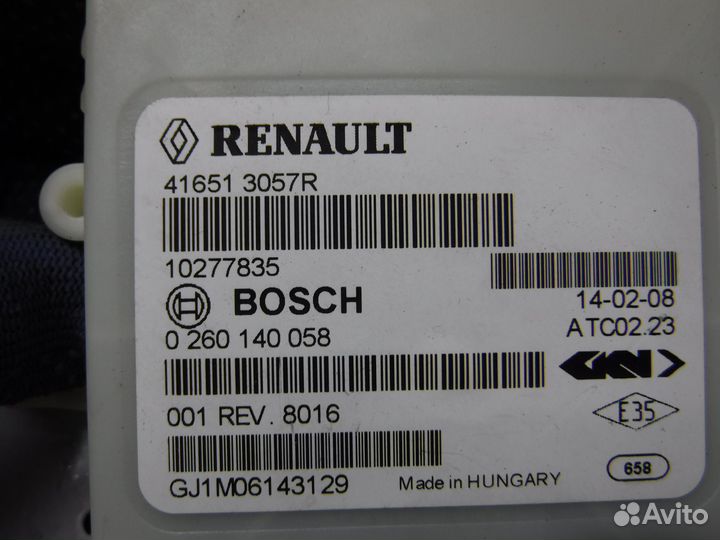 RENAULT
41651 3057R
10277835
BOSCH
14-02-08
0 260 140 058
ATC02.23
GKN
001 REV. 8016
E35
658
GJ1M06143129
Made in HUNGARY
Avito